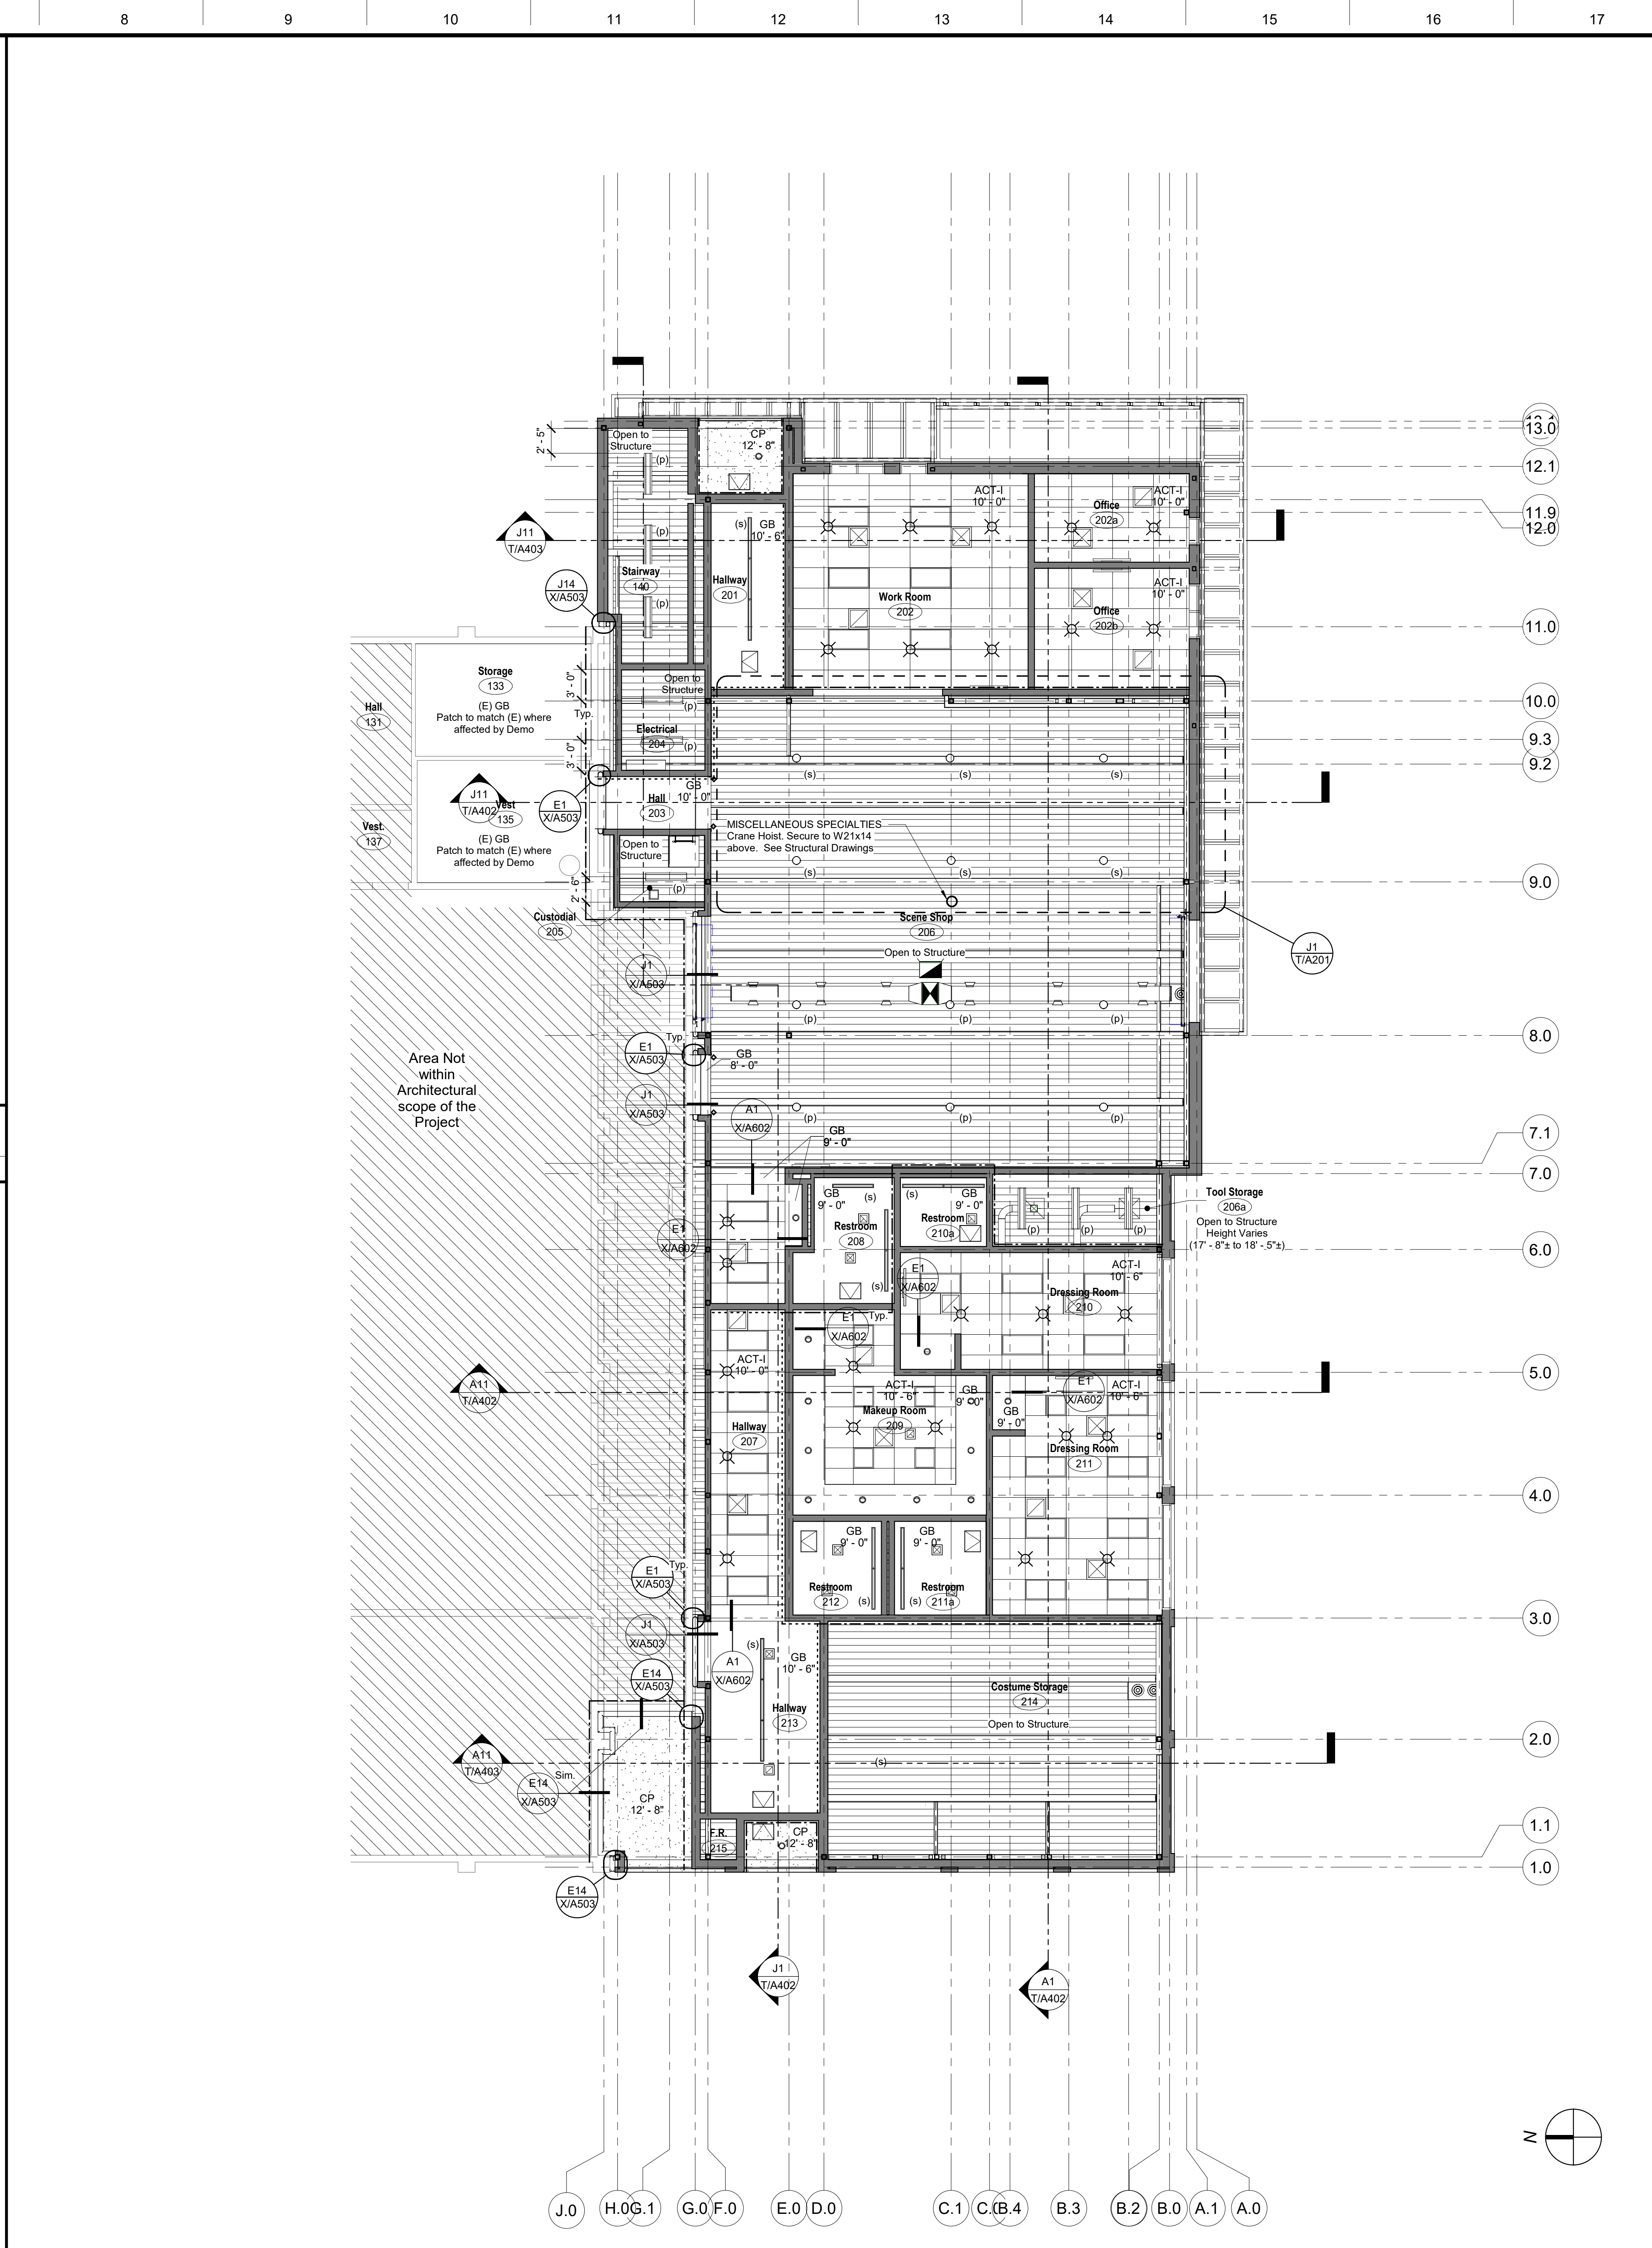 8
9
10
11
12
13
14
15
16
17
13.0
12.1
11.9
12.0
11.0
10.0
9.3
9.2
9.0
8.0
7.1
7.0
6.0
5.0
4.0
3.0
2.0
1.1
1.0
2' - 5"
Open to
Structure
(p)
(p)
(p)
Stairway
140
CP
12' - 8"
(s)
GB
10' - 6"
Hallway
201
ACT-I
10' - 0"
Work Room
202
ACT-I
10' - 0"
Office
202a
ACT-I
10' - 0"
Office
202b
J11
T/A403
J14
X/A503
Storage
133
(E) GB
Patch to match (E) where
affected by Demo
Hall
131
3' - 0"
Typ.
3' - 0"
Open to
Structure
(p)
Electrical
204
(p)
J11
T/A402
Vest
135
(E) GB
Patch to match (E) where
affected by Demo
Vest.
137
E1
X/A503
GB
10' - 0"
Hall
203
(s)
(s)
(s)
MISCELLANEOUS SPECIALTIES
Crane Hoist. Secure to W21x14
above. See Structural Drawings
(s)
(s)
(s)
Open to
Structure
(p)
2' - 6"
Custodial
205
Scene Shop
206
Open to Structure
J1
T/A201
J1
X/A503
(p)
(p)
(p)
Typ.
E1
X/A503
GB
8' - 0"
Area Not
within
Architectural
scope of the
Project
J1
X/A503
A1
X/A602
(p)
(p)
(p)
GB
9' - 0"
GB
9' - 0"
(s)
Restroom
208
(s)
E1
X/A602
(s)
GB
9' - 0"
Restroom
210a
(p)
(p)
(p)
Tool Storage
206a
Open to Structure
Height Varies
(17' - 8"± to 18' - 5"±)
E1
X/A602
ACT-I
10' - 6"
Dressing Room
210
E1
X/A602
Typ.
ACT-I
10' - 0"
Hallway
207
A11
T/A402
ACT-I
10' - 6"
Makeup Room
209
GB
9' - 0"
GB
9' - 0"
E1
X/A602
ACT-I
10' - 6"
Dressing Room
211
GB
9' - 0"
Restroom
212
(s)
GB
9' - 0"
Restroom
211a
(s)
Typ.
E1
X/A503
J1
X/A503
E14
X/A503
A1
X/A602
(s)
GB
10' - 6"
Hallway
213
Costume Storage
214
Open to Structure
(s)
A11
T/A403
Sim.
E14
X/A503
CP
12' - 8"
F.R.
215
CP
12' - 8"
E14
X/A503
J1
T/A402
A1
T/A402
N
J.0
H.0
G.1
G.0
F.0
E.0
D.0
C.1
B.4
B.3
B.2
B.0
A.1
A.0